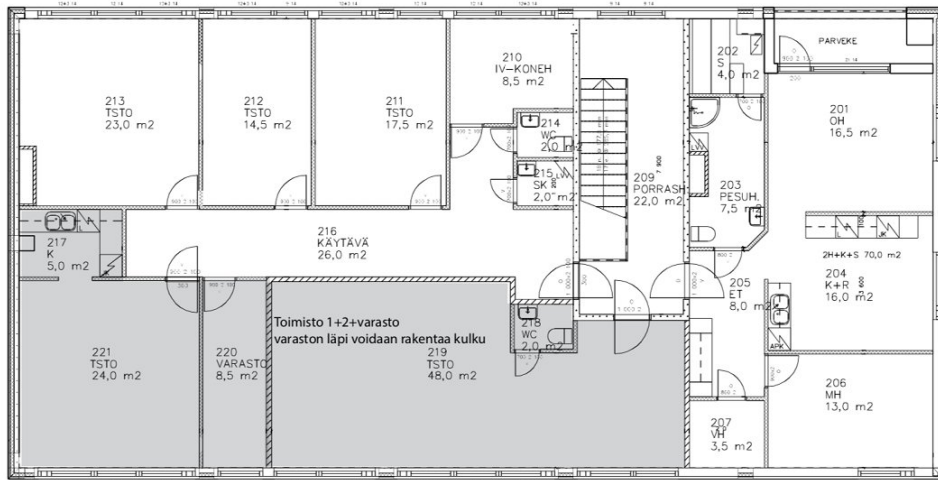 213
TSTO
23,0 m2
212
TSTO
14,5 m2
211
TSTO
17,5 m2
210
IV-KONEH
8,5 m2
214
WC
2,0 m2
215
SK
2,0 m2
209
PORRASH.
22,0 m2
202
S
4,0 m2
PARVEKE
201
OH
16,5 m2
203
PESUH.
7,5 m2
217
K
5,0 m2
216
KÄYTÄVÄ
26,0 m2
2H+K+S 70,0 m2
204
K+R
16,0 m2
205
ET
8,0 m2
APK
Toimisto 1+2+varasto
varaston läpi voidaan rakentaa kulku
218
WC
2,0 m2
221
TSTO
24,0 m2
220
VARASTO
8,5 m2
219
TSTO
48,0 m2
206
MH
13,0 m2
207
VH
3,5 m2